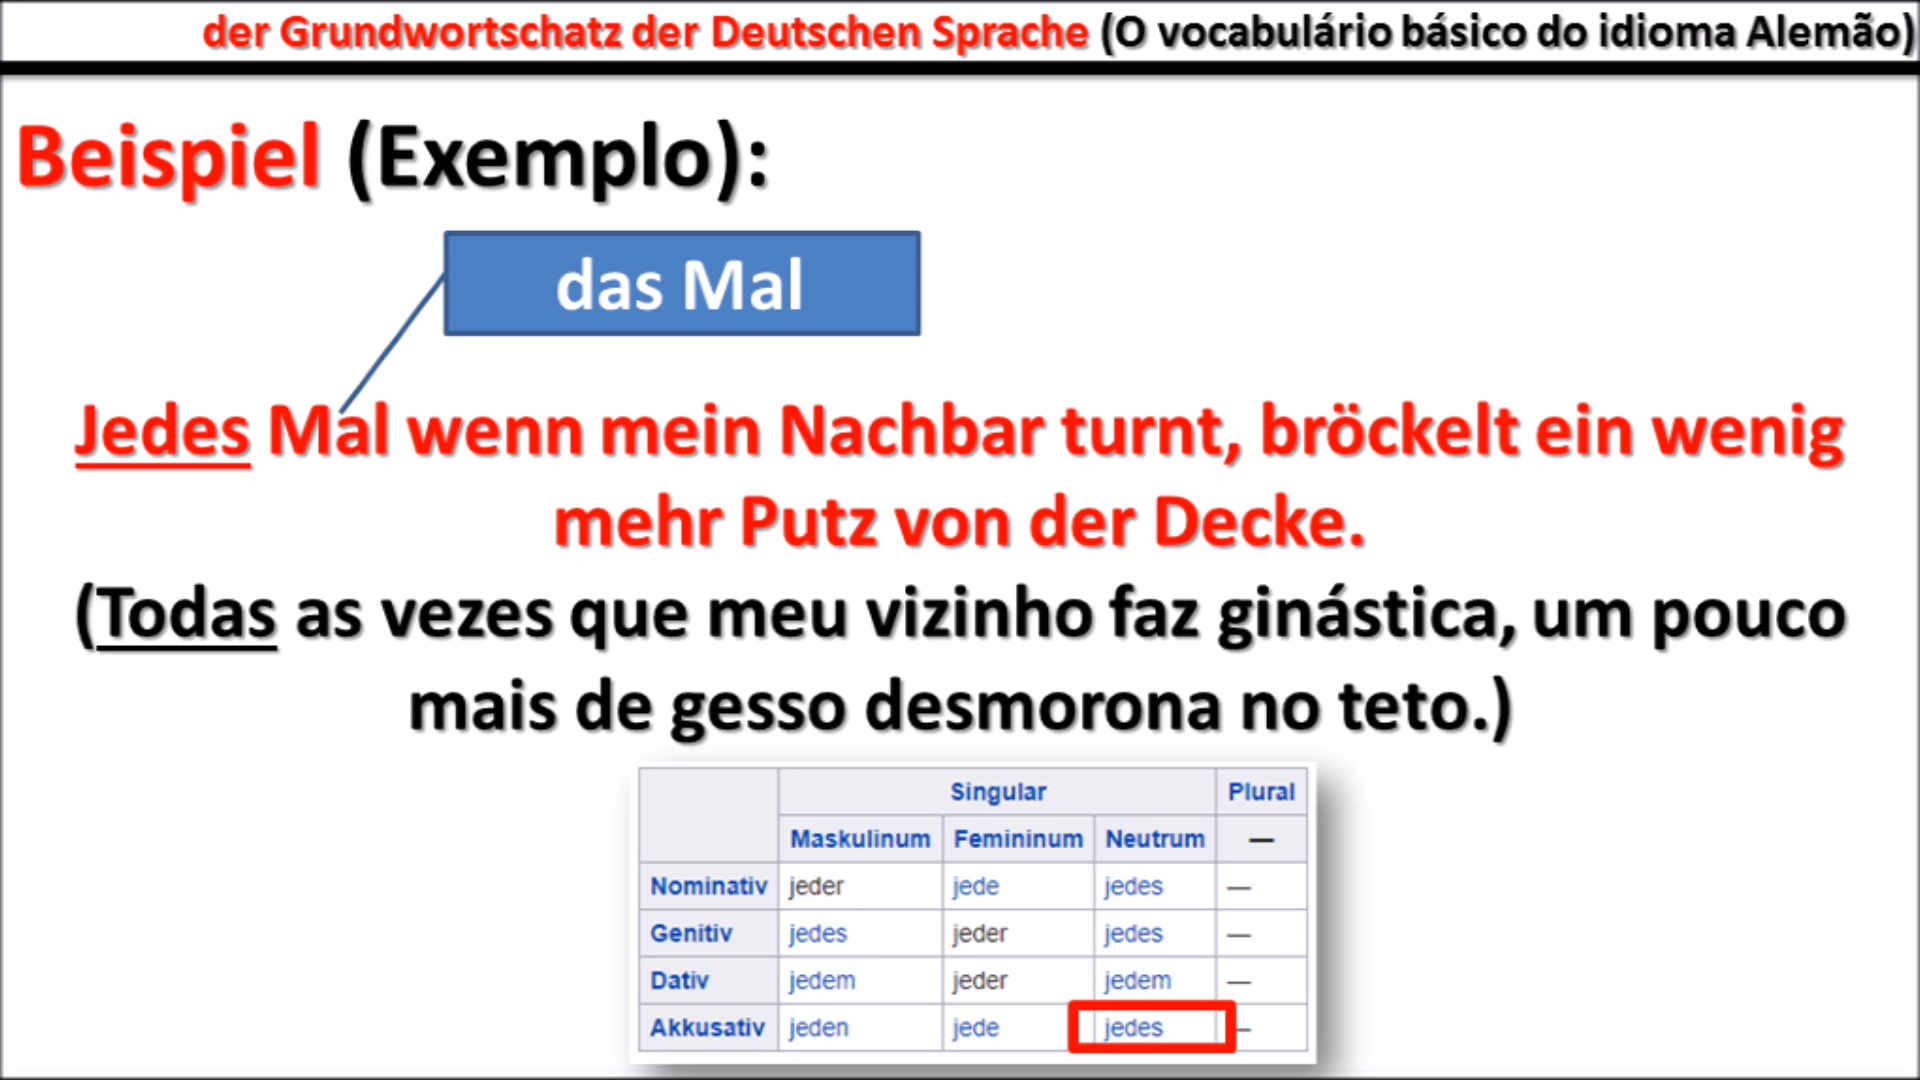 der Grundwortschatz der Deutschen Sprache (O vocabulário básico do idioma Alemão)
Beispiel (Exemplo):
das Mal
Jedes Mal wenn mein Nachbar turnt, bröckelt ein wenig
mehr Putz von der Decke.
(Todas as vezes que meu vizinho faz ginástica, um pouco
mais de gesso desmorona no teto.)
Singular Plural
Maskulinum Femininum Neutrum —
Nominativ jeder jede jedes —
Genitiv jedes jeder jedes —
Dativ jedem jeder jedem —
Akkusativ jeden jede jedes —